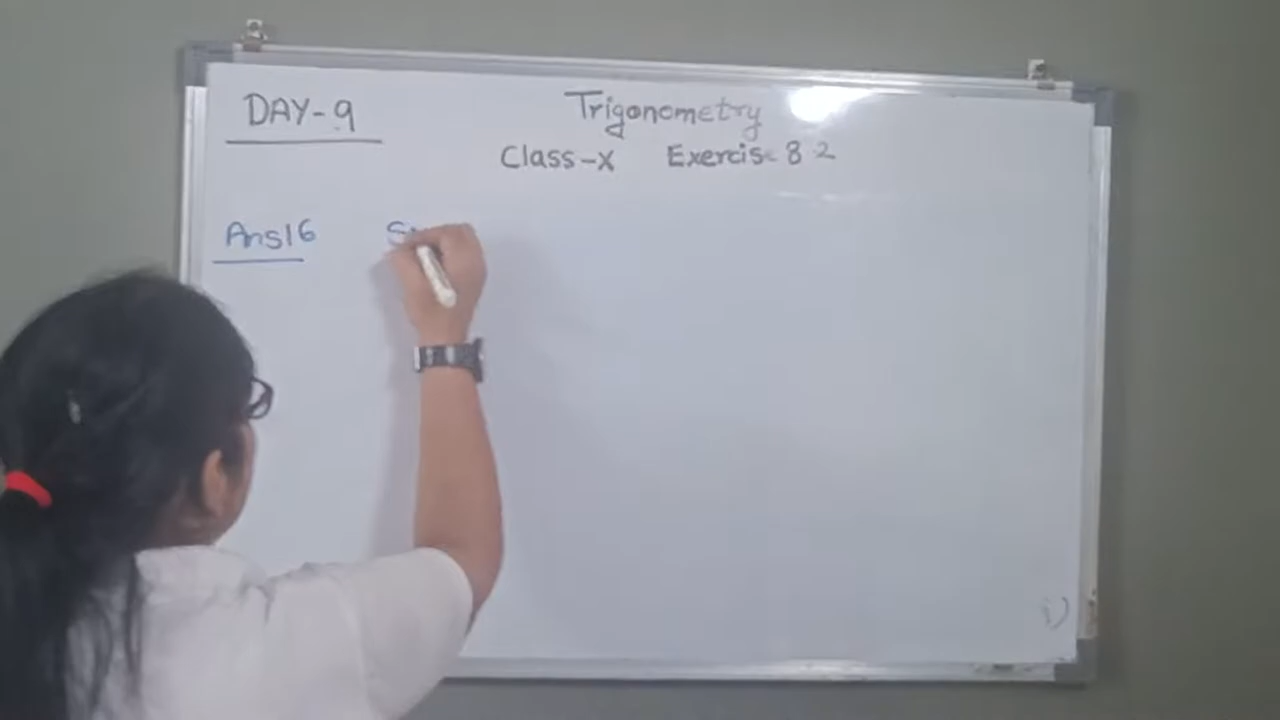 DAY-9
Trigonometry
Class-X Exercise 8.2
Ans16
i)